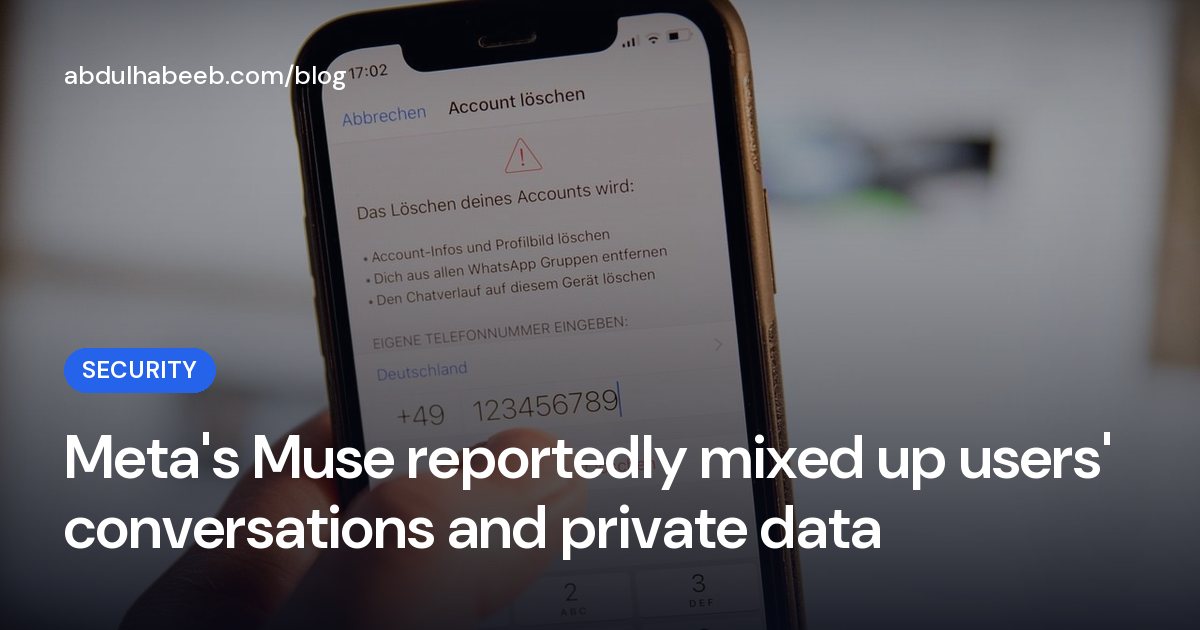 abdulhabeeb.com/blog
17:02
Abbrechen Account löschen
Das Löschen deines Accounts wird:
• Account-Infos und Profilbild löschen
• Dich aus allen WhatsApp Gruppen entfernen
• Den Chatverlauf auf diesem Gerät löschen
EIGENE TELEFONNUMMER EINGEBEN:
Deutschland
+49 123456789
SECURITY
Meta's Muse reportedly mixed up users'
conversations and private data
2 3
ABC DEF